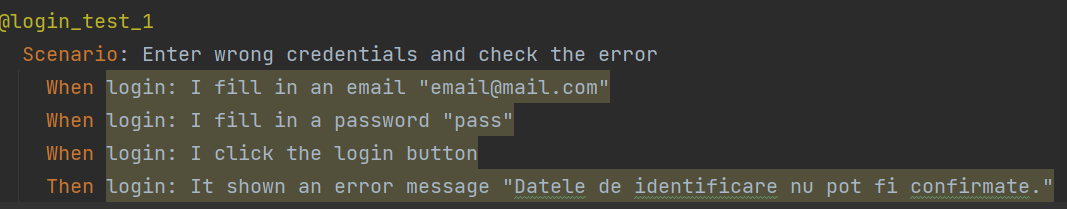 @login_test_1
Scenario: Enter wrong credentials and check the error
When login: I fill in an email "email@mail.com"
When login: I fill in a password "pass"
When login: I click the login button
Then login: It shown an error message "Datele de identificare nu pot fi confirmate."